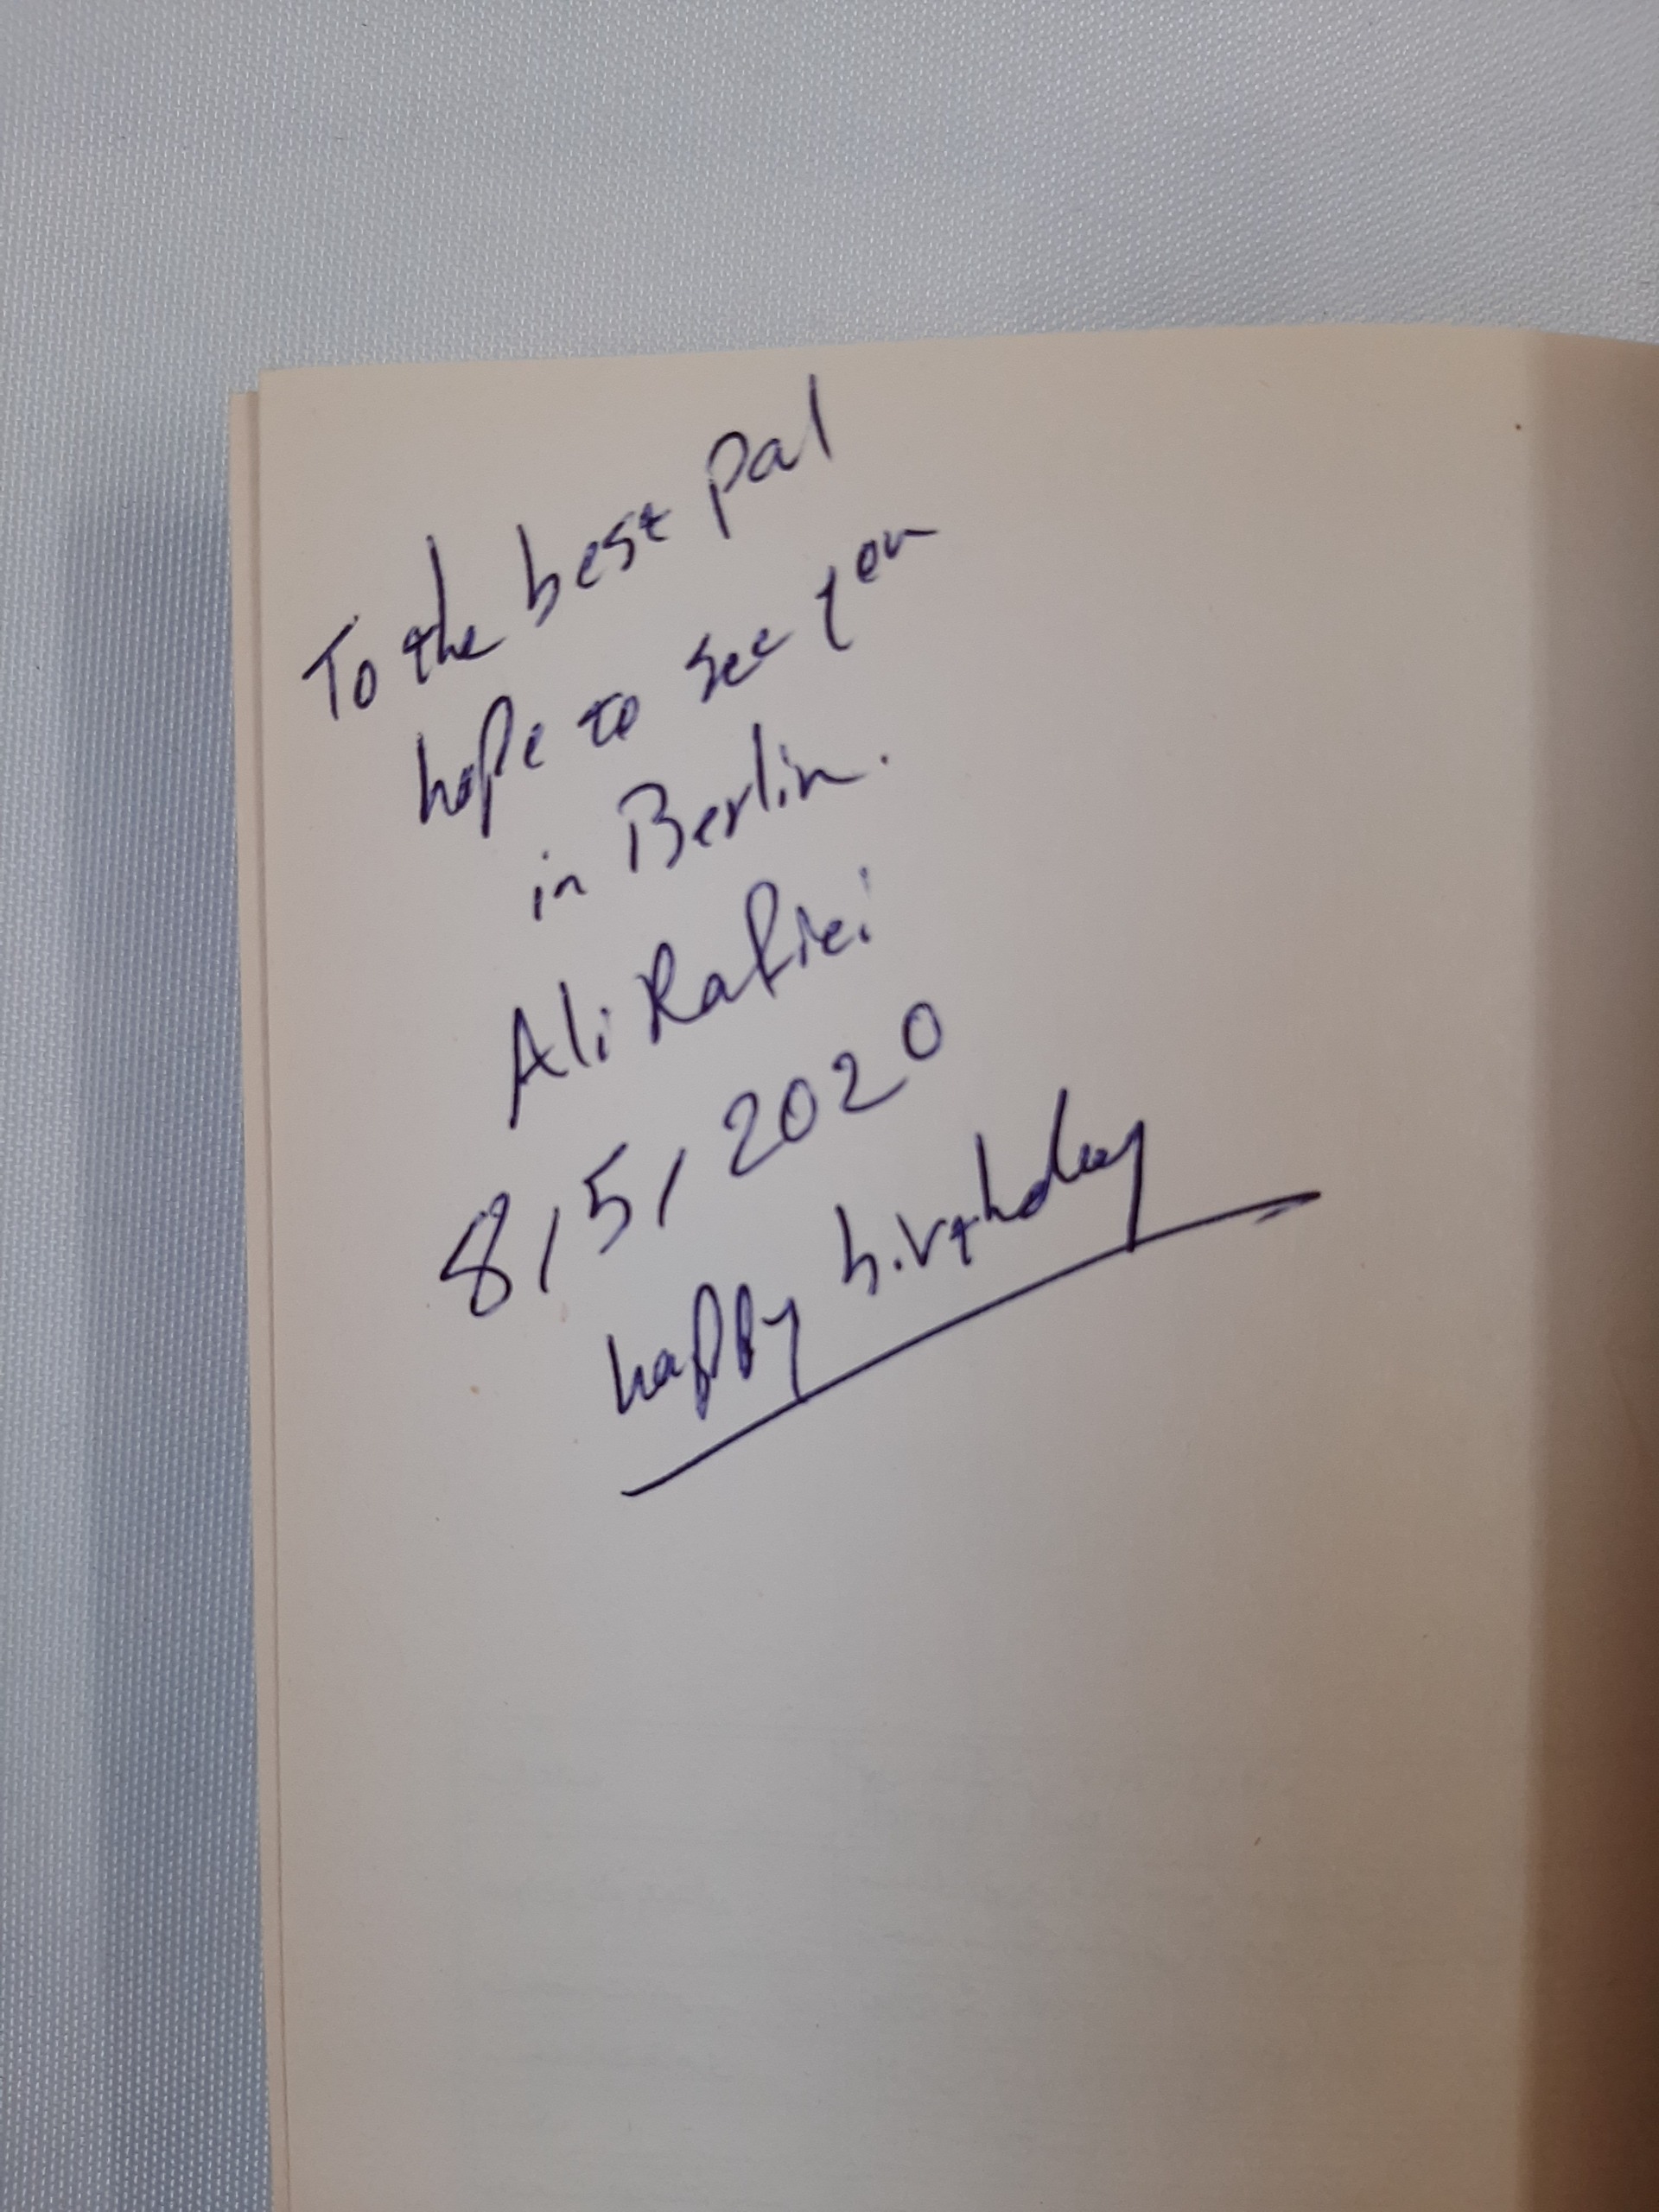 To the best pal
hope to see you
in Berlin.
Ali Rafiei
8/5/2020
happy birthday